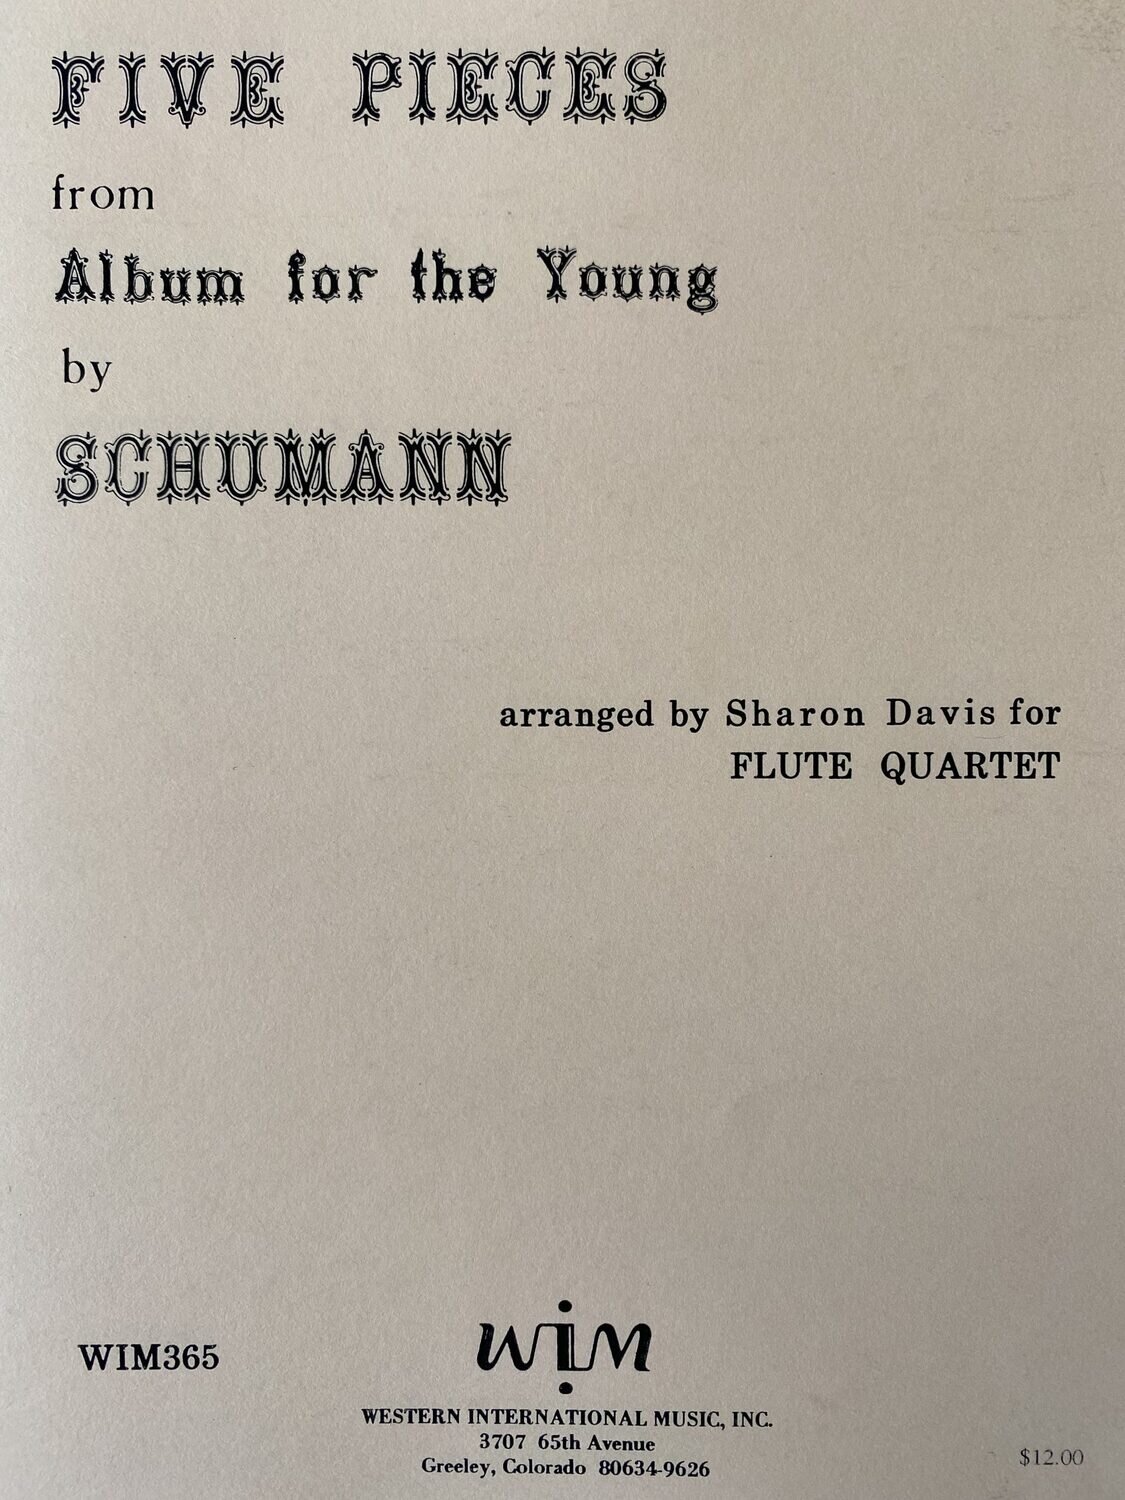 FIVE PIECES
from
Album for the Young
by
SCHUMANN
arranged by Sharon Davis for
FLUTE QUARTET
WIM365
WIM
WESTERN INTERNATIONAL MUSIC, INC.
3707 65th Avenue
Greeley, Colorado 80634-9626
$12.00